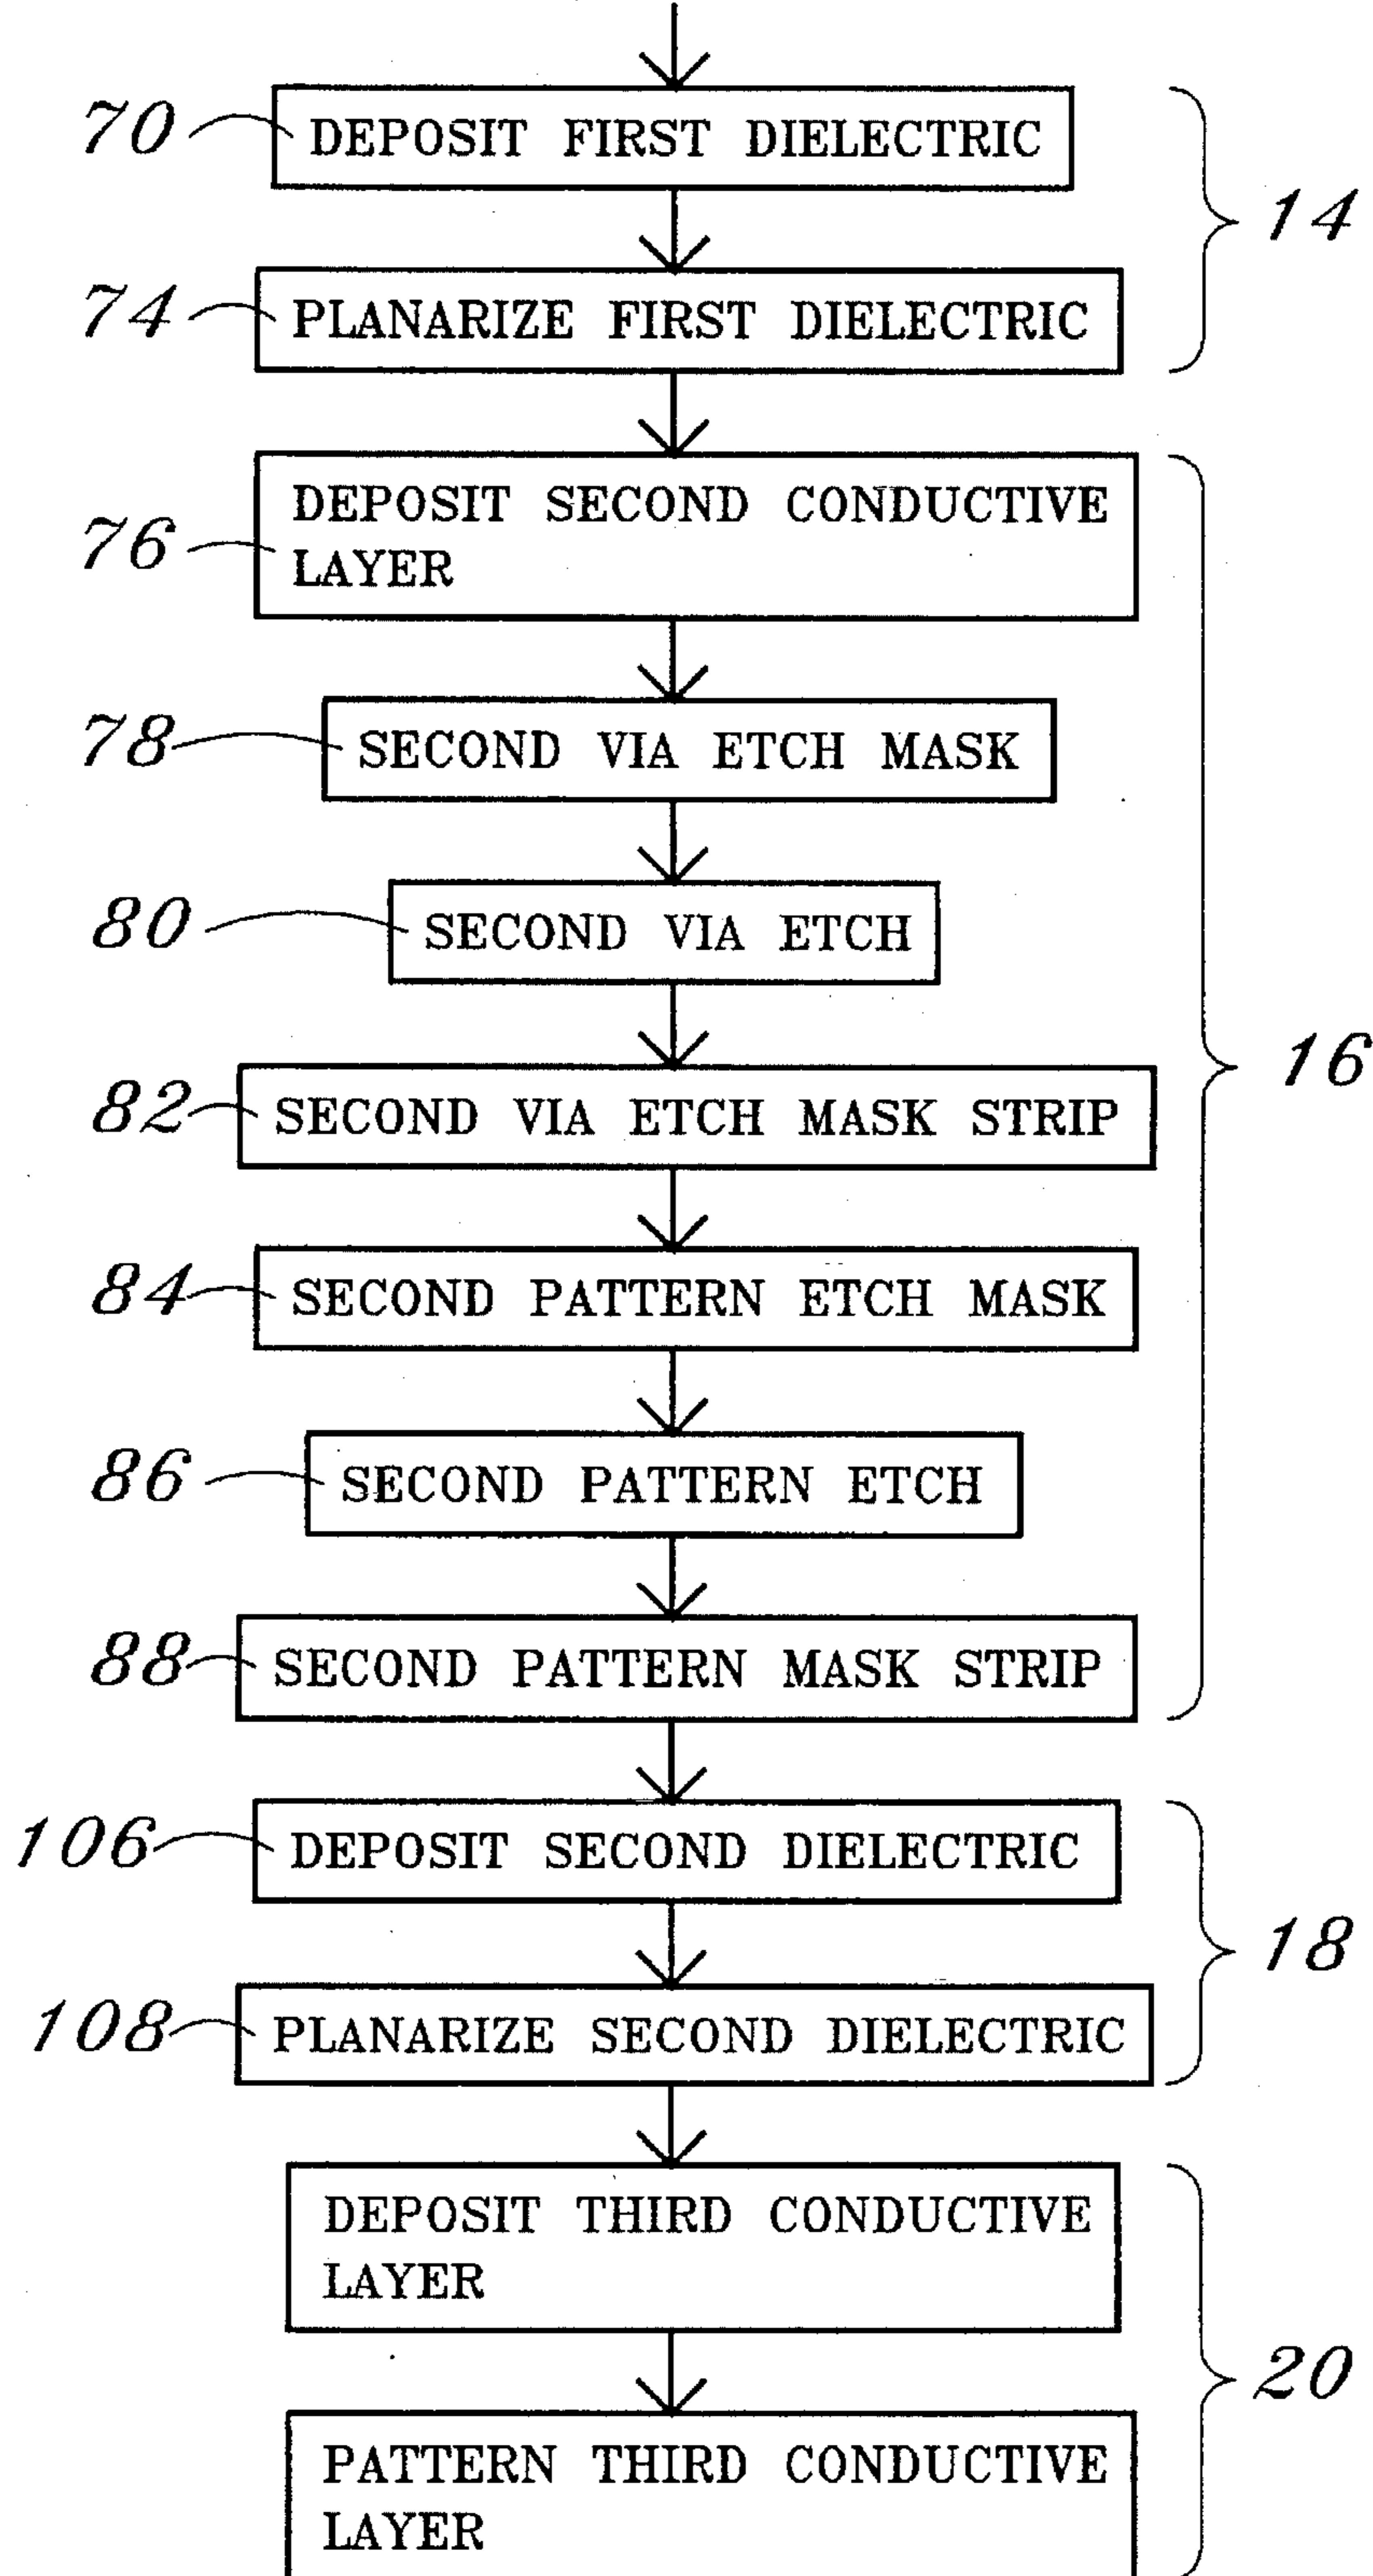 70 DEPOSIT FIRST DIELECTRIC
14
74 PLANARIZE FIRST DIELECTRIC
DEPOSIT SECOND CONDUCTIVE
76 LAYER
78 SECOND VIA ETCH MASK
80 SECOND VIA ETCH
16
82 SECOND VIA ETCH MASK STRIP
84 SECOND PATTERN ETCH MASK
86 SECOND PATTERN ETCH
88 SECOND PATTERN MASK STRIP
106 DEPOSIT SECOND DIELECTRIC
18
108 PLANARIZE SECOND DIELECTRIC
DEPOSIT THIRD CONDUCTIVE
LAYER
20
PATTERN THIRD CONDUCTIVE
LAYER